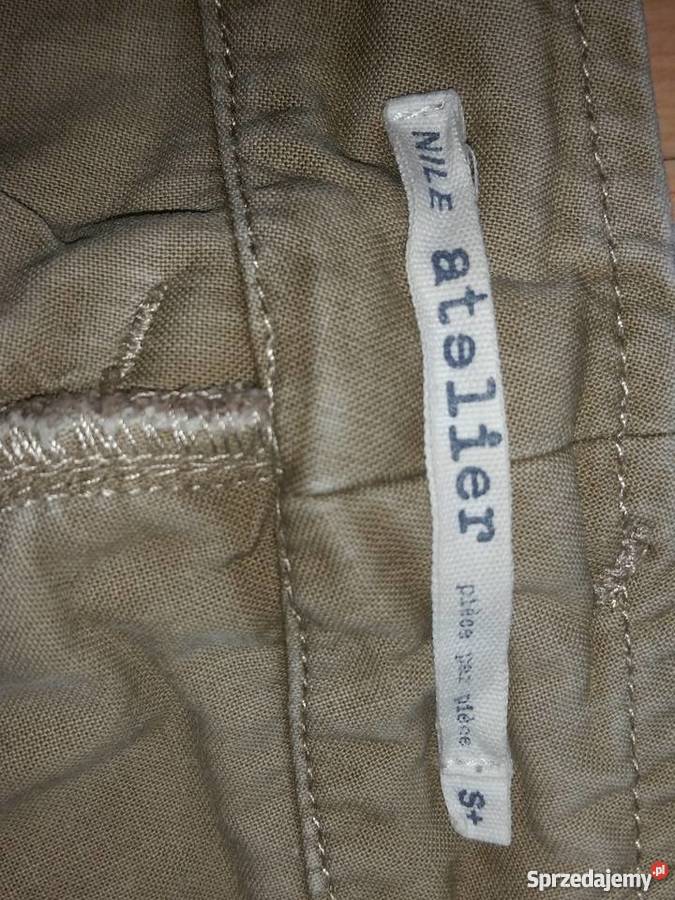 NILE atelier pièce par pièce
S+
Sprzedajemy.pl